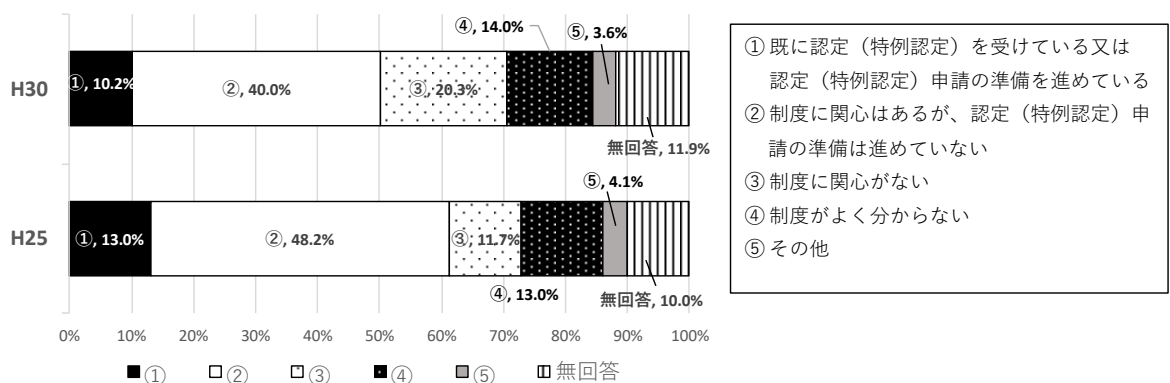 ④, 14.0%
⑤, 3.6%
H30
①, 10.2%
②, 40.0%
③, 20.3%
無回答, 11.9%
⑤, 4.1%
H25
①, 13.0%
②, 48.2%
③, 11.7%
④, 13.0%
無回答, 10.0%
0% 10% 20% 30% 40% 50% 60% 70% 80% 90% 100%
① ② ③ ④ ⑤ 無回答
① 既に認定（特例認定）を受けている又は
認定（特例認定）申請の準備を進めている
② 制度に関心はあるが、認定（特例認定）申
請の準備は進めていない
③ 制度に関心がない
④ 制度がよく分からない
⑤ その他